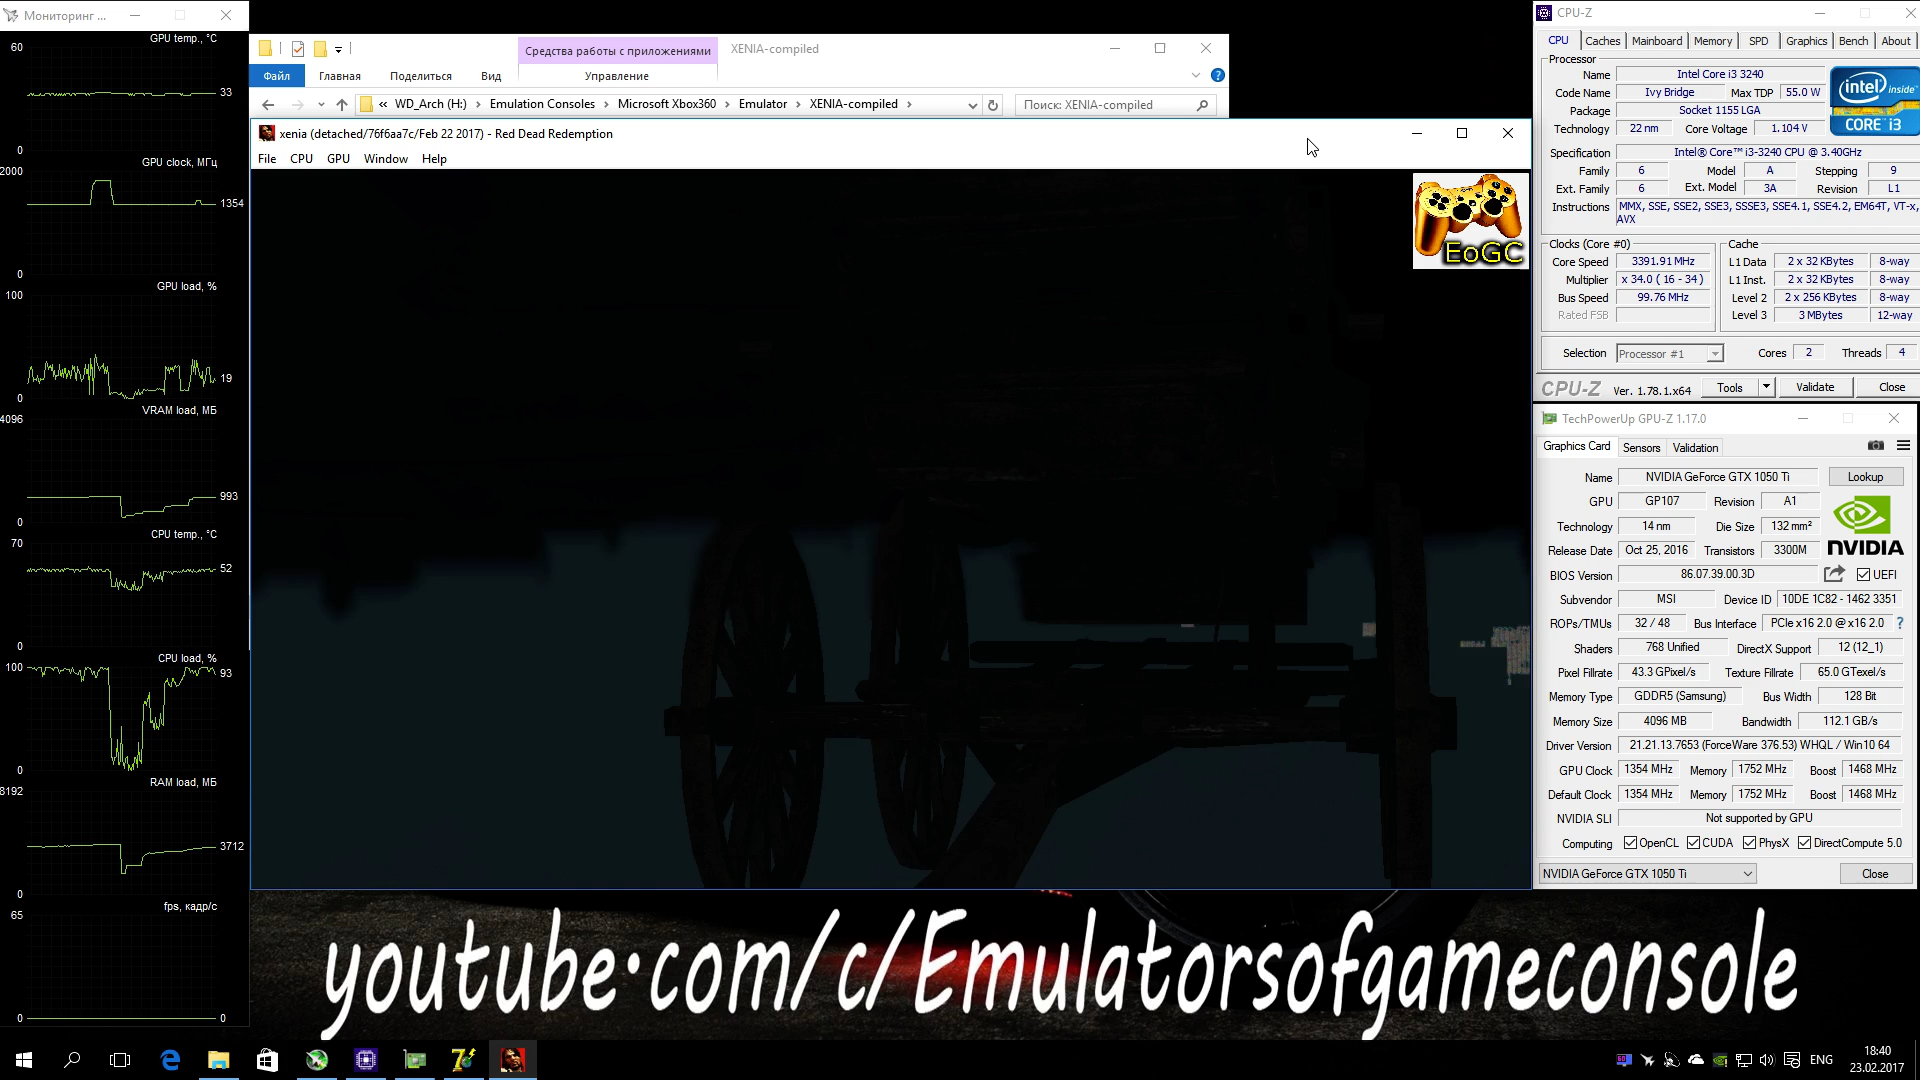 Мониторинг ...
GPU temp., °C
60
33
0
GPU clock, МГц
2000
1354
0
GPU load, %
100
19
0
VRAM load, МБ
4096
993
0
CPU temp., °C
70
52
0
CPU load, %
100
93
0
RAM load, МБ
8192
3712
0
fps, кадр/с
65
0
0
Средства работы с приложениями
XENIA-compiled
Файл
Главная
Поделиться
Вид
Управление
« WD_Arch (H:) > Emulation Consoles > Microsoft Xbox360 > Emulator > XENIA-compiled >
Поиск: XENIA-compiled
xenia (detached/76f6aa7c/Feb 22 2017) - Red Dead Redemption
File CPU GPU Window Help
EoGC
youtube.com/c/Emulatorsofgameconsole
CPU-Z
CPU Caches Mainboard Memory SPD Graphics Bench About
Processor
Name Intel Core i3 3240
Code Name Ivy Bridge Max TDP 55.0 W
Package Socket 1155 LGA
Technology 22 nm Core Voltage 1.104 V
intel inside™
CORE i3
Specification Intel® Core™ i3-3240 CPU @ 3.40GHz
Family 6 Model A Stepping 9
Ext. Family 6 Ext. Model 3A Revision L1
Instructions MMX, SSE, SSE2, SSE3, SSSE3, SSE4.1, SSE4.2, EM64T, VT-x,
AVX
Clocks (Core #0)
Core Speed 3391.91 MHz
Multiplier x 34.0 ( 16 - 34 )
Bus Speed 99.76 MHz
Rated FSB
Cache
L1 Data 2 x 32 KBytes 8-way
L1 Inst. 2 x 32 KBytes 8-way
Level 2 2 x 256 KBytes 8-way
Level 3 3 MBytes 12-way
Selection Processor #1 Cores 2 Threads 4
CPU-Z Ver. 1.78.1.x64 Tools Validate Close
TechPowerUp GPU-Z 1.17.0
Graphics Card Sensors Validation
Name NVIDIA GeForce GTX 1050 Ti Lookup
GPU GP107 Revision A1
Technology 14 nm Die Size 132 mm²
Release Date Oct 25, 2016 Transistors 3300M
NVIDIA
BIOS Version 86.07.39.00.3D UEFI
Subvendor MSI Device ID 10DE 1C82 - 1462 3351
ROPs/TMUs 32 / 48 Bus Interface PCIe x16 2.0 @ x16 2.0 ?
Shaders 768 Unified DirectX Support 12 (12_1)
Pixel Fillrate 43.3 GPixel/s Texture Fillrate 65.0 GTexel/s
Memory Type GDDR5 (Samsung) Bus Width 128 Bit
Memory Size 4096 MB Bandwidth 112.1 GB/s
Driver Version 21.21.13.7653 (ForceWare 376.53) WHQL / Win10 64
GPU Clock 1354 MHz Memory 1752 MHz Boost 1468 MHz
Default Clock 1354 MHz Memory 1752 MHz Boost 1468 MHz
NVIDIA SLI Not supported by GPU
Computing OpenCL CUDA PhysX DirectCompute 5.0
NVIDIA GeForce GTX 1050 Ti Close
ENG
18:40
23.02.2017